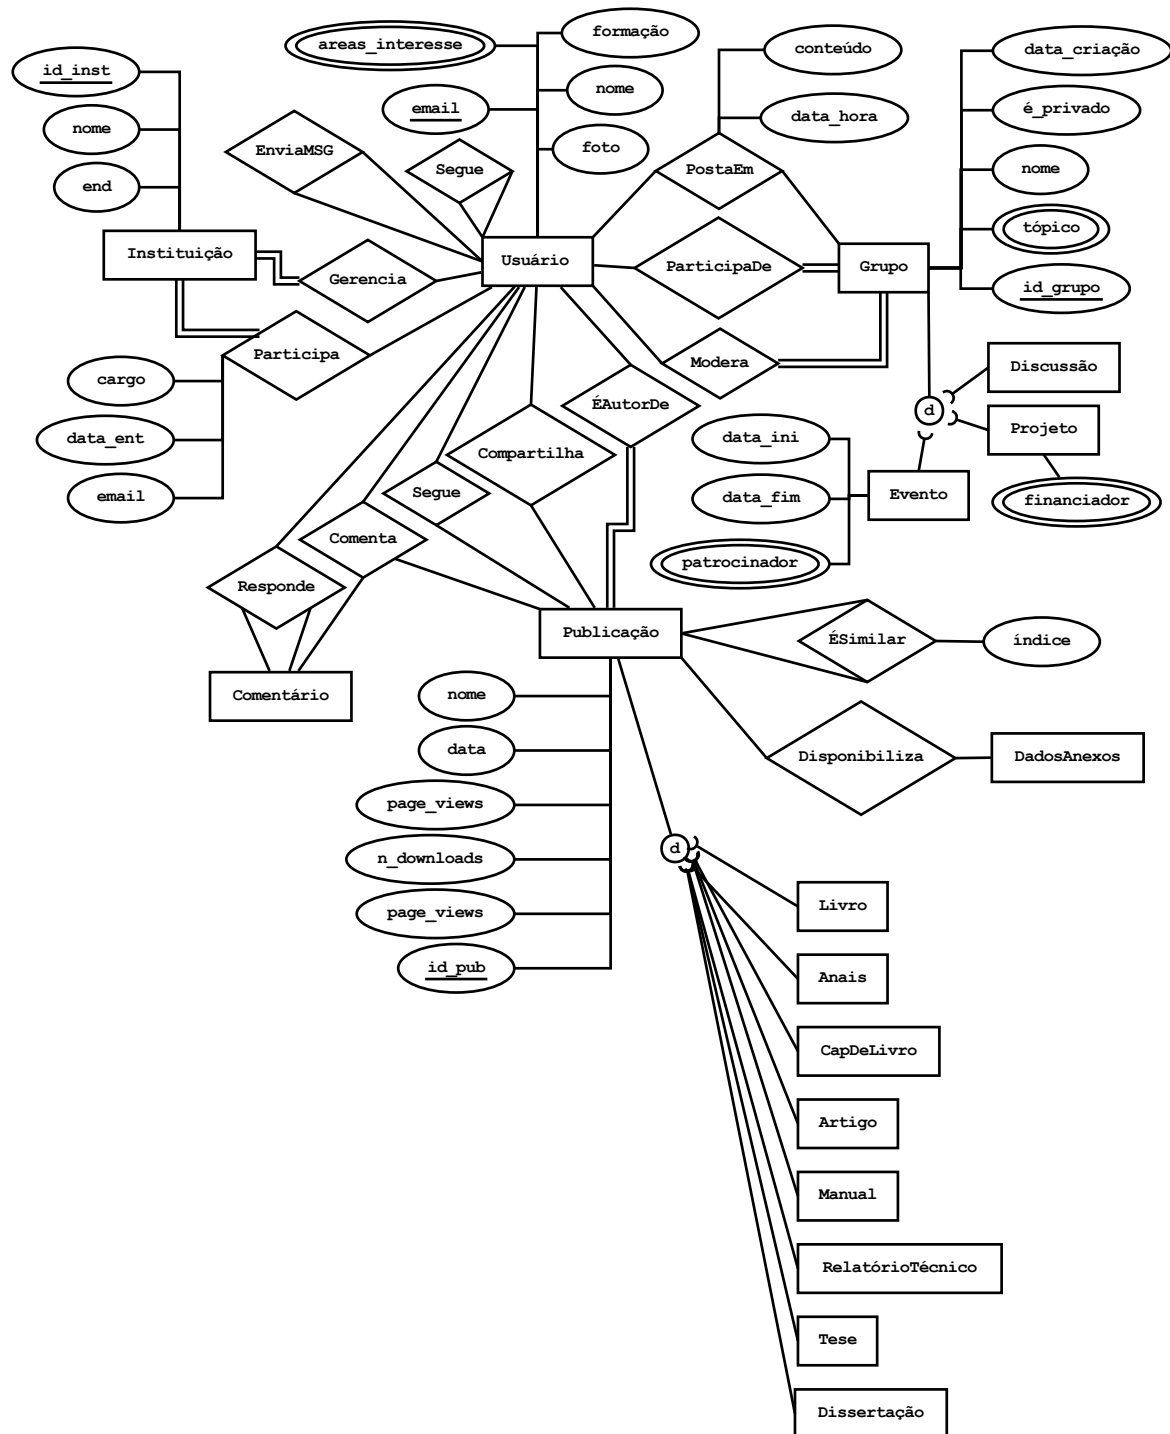 formação
areas_interesse
conteúdo
data_criação
id_inst
nome
email
data_hora
é_privado
nome
EnviaMSG
foto
Segue
PostaEm
nome
end
tópico
Instituição
Usuário
ParticipaDe
Grupo
Gerencia
id_grupo
Participa
Modera
Discussão
cargo
ÉAutorDe
d
data_ent
data_ini
Projeto
Compartilha
email
Segue
data_fim
Evento
financiador
Comenta
patrocinador
Responde
Publicação
ÉSimilar
índice
Comentário
nome
data
Disponibiliza
DadosAnexos
page_views
d
n_downloads
Livro
page_views
id_pub
Anais
CapDeLivro
Artigo
Manual
RelatórioTécnico
Tese
Dissertação